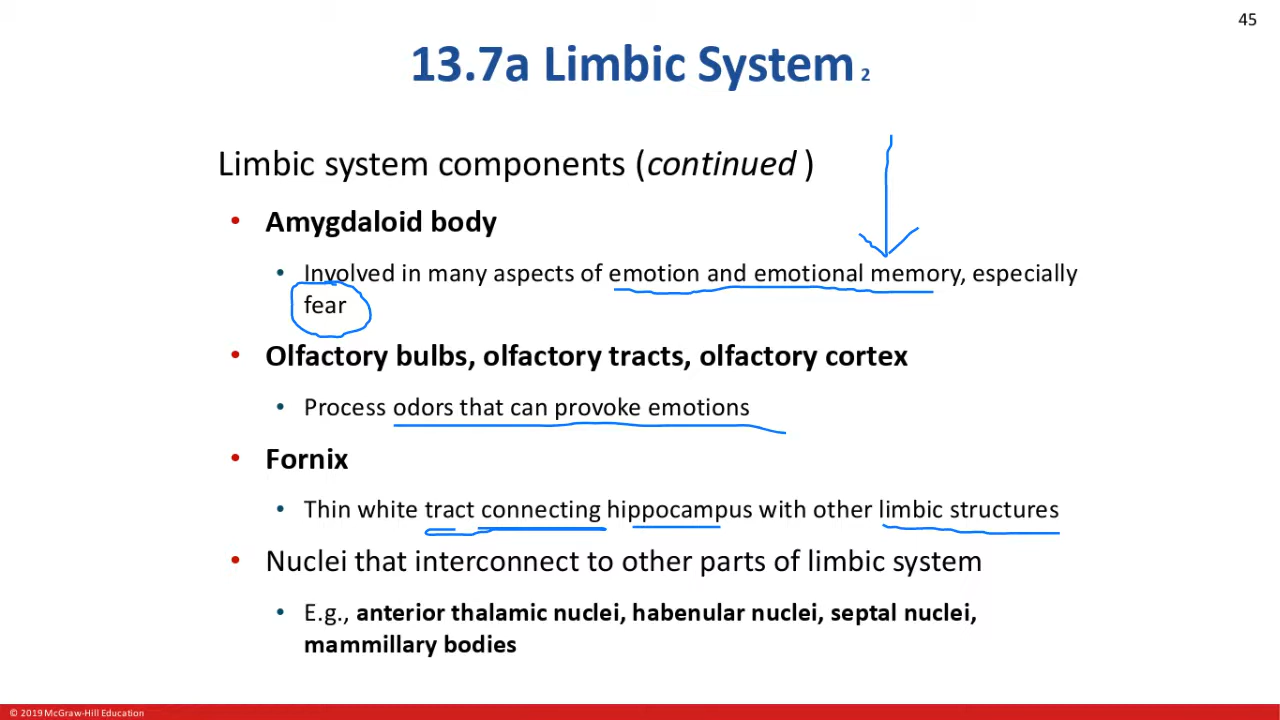 45
13.7a Limbic System 2
Limbic system components (continued )
• Amygdaloid body
• Involved in many aspects of emotion and emotional memory, especially
fear
• Olfactory bulbs, olfactory tracts, olfactory cortex
• Process odors that can provoke emotions
• Fornix
• Thin white tract connecting hippocampus with other limbic structures
• Nuclei that interconnect to other parts of limbic system
• E.g., anterior thalamic nuclei, habenular nuclei, septal nuclei,
mammillary bodies
© 2019 McGraw-Hill Education